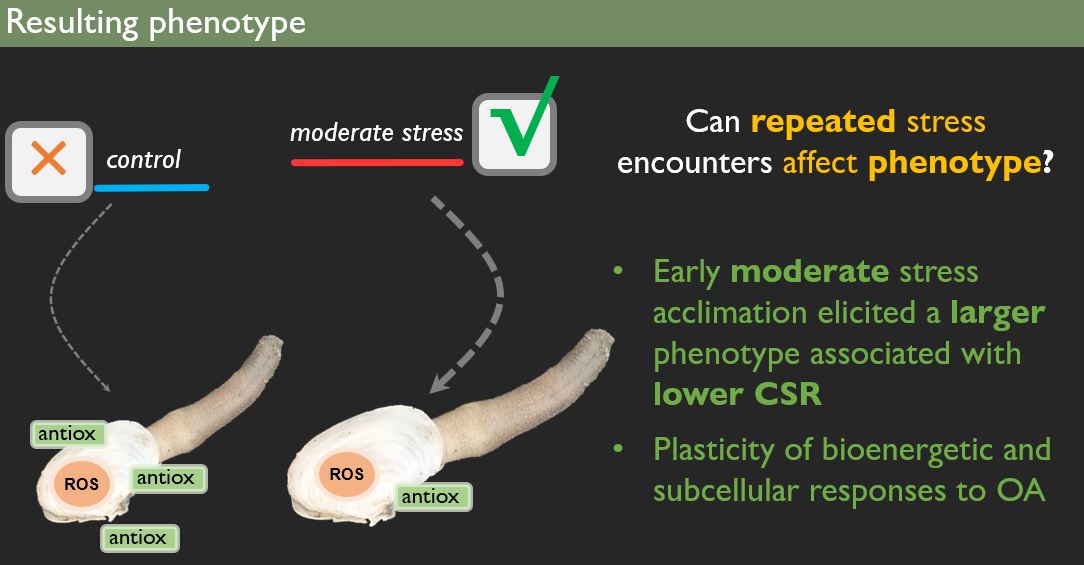 Resulting phenotype
control
moderate stress
Can repeated stress
encounters affect phenotype?
• Early moderate stress
acclimation elicited a larger
phenotype associated with
lower CSR
• Plasticity of bioenergetic and
subcellular responses to OA
antiox
ROS
antiox
antiox
ROS
antiox